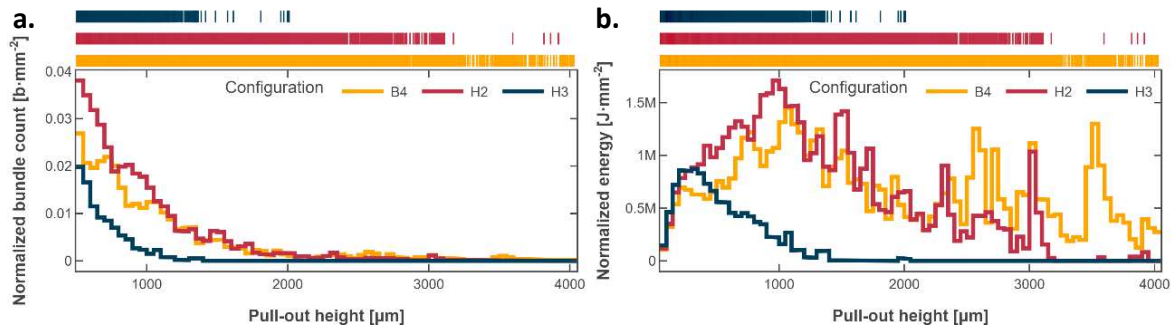 a.
Normalized bundle count [b·mm⁻²]
0.04
0.03
0.02
0.01
0
Configuration B4 H2 H3
1000 2000 3000 4000
Pull-out height [µm]
b.
Normalized energy [J·mm⁻²]
1.5M
1M
0.5M
0
Configuration B4 H2 H3
1000 2000 3000 4000
Pull-out height [µm]